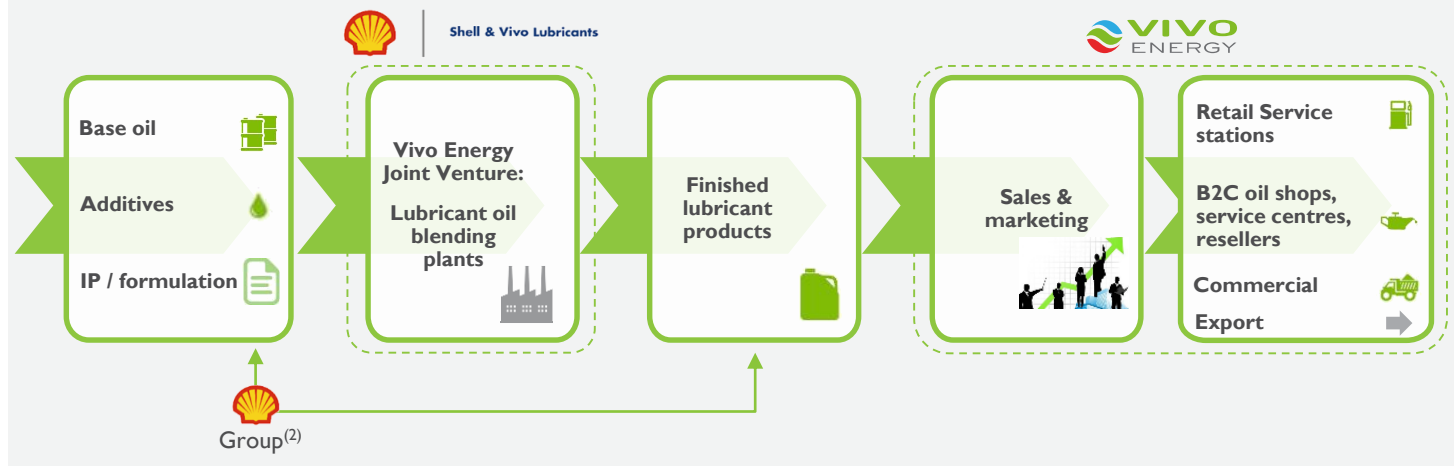 Shell & Vivo Lubricants
VIVO
ENERGY
Base oil
Additives
IP / formulation
Vivo Energy
Joint Venture:
Lubricant oil
blending
plants
Finished
lubricant
products
Sales &
marketing
Retail Service
stations
B2C oil shops,
service centres,
resellers
Commercial
Export
Group(2)